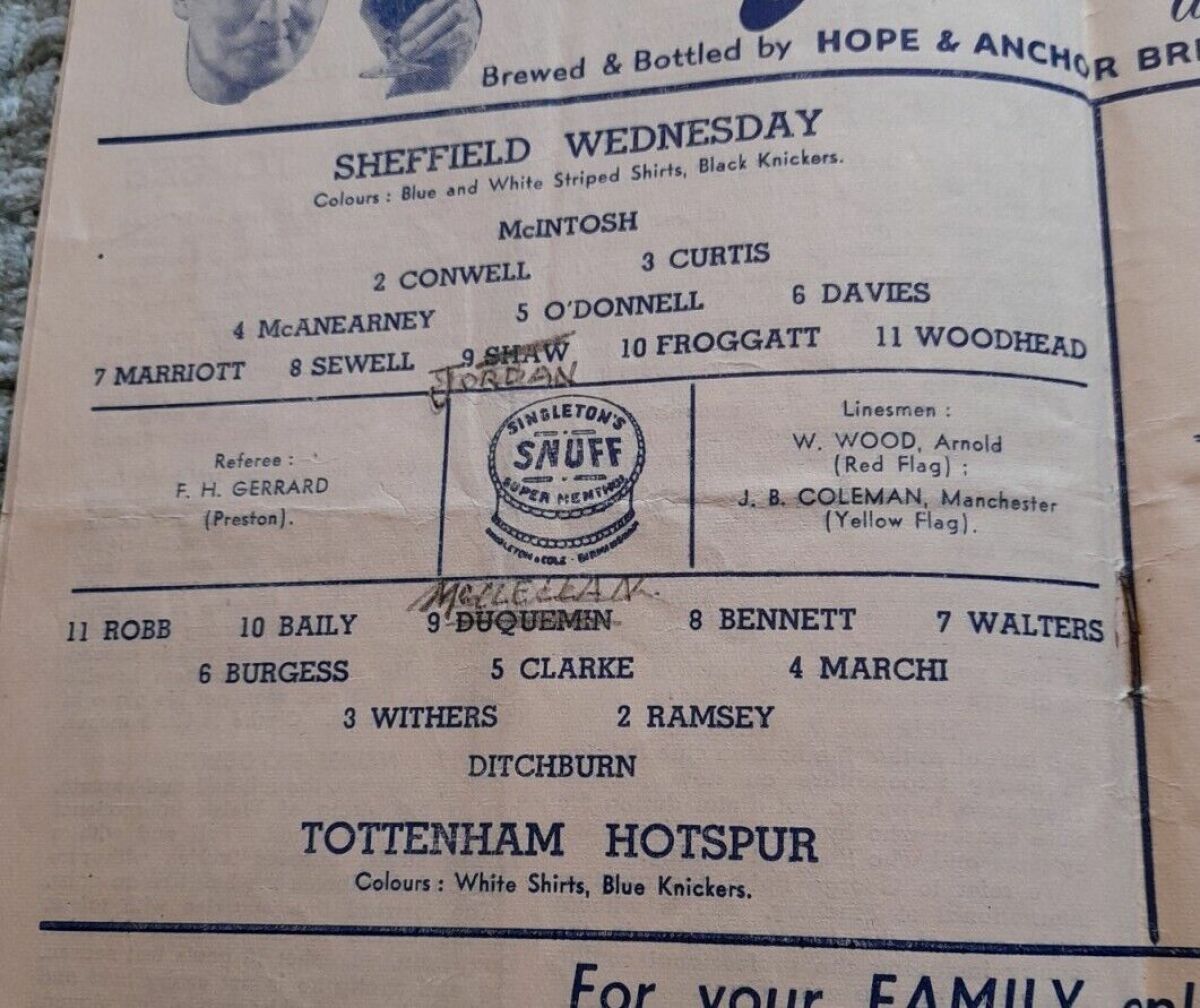 Brewed & Bottled by HOPE & ANCHOR BRE
SHEFFIELD WEDNESDAY
Colours : Blue and White Striped Shirts, Black Knickers.
McINTOSH
2 CONWELL 3 CURTIS
4 McANEARNEY 5 O'DONNELL 6 DAVIES
7 MARRIOTT 8 SEWELL 9 SHAW 10 FROGGATT 11 WOODHEAD
JORDAN
Referee :
F. H. GERRARD
(Preston).
SINGLETON'S
SNUFF
SUPER MENTHOL
SINGLETON & COLE · BIRMINGHAM
Linesmen :
W. WOOD, Arnold
(Red Flag) ;
J. B. COLEMAN, Manchester
(Yellow Flag).
McCLELLAN.
11 ROBB 10 BAILY 9 DUQUEMIN 8 BENNETT 7 WALTERS
6 BURGESS 5 CLARKE 4 MARCHI
3 WITHERS 2 RAMSEY
DITCHBURN
TOTTENHAM HOTSPUR
Colours : White Shirts, Blue Knickers.
For your FAMILY